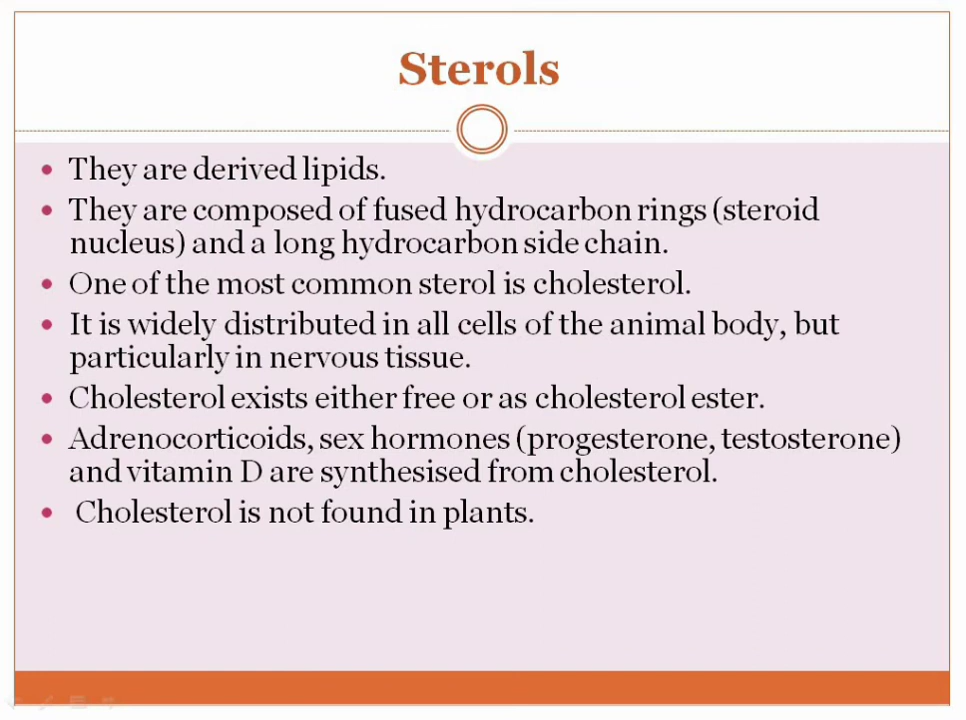 Sterols
• They are derived lipids.
• They are composed of fused hydrocarbon rings (steroid
nucleus) and a long hydrocarbon side chain.
• One of the most common sterol is cholesterol.
• It is widely distributed in all cells of the animal body, but
particularly in nervous tissue.
• Cholesterol exists either free or as cholesterol ester.
• Adrenocorticoids, sex hormones (progesterone, testosterone)
and vitamin D are synthesised from cholesterol.
• Cholesterol is not found in plants.